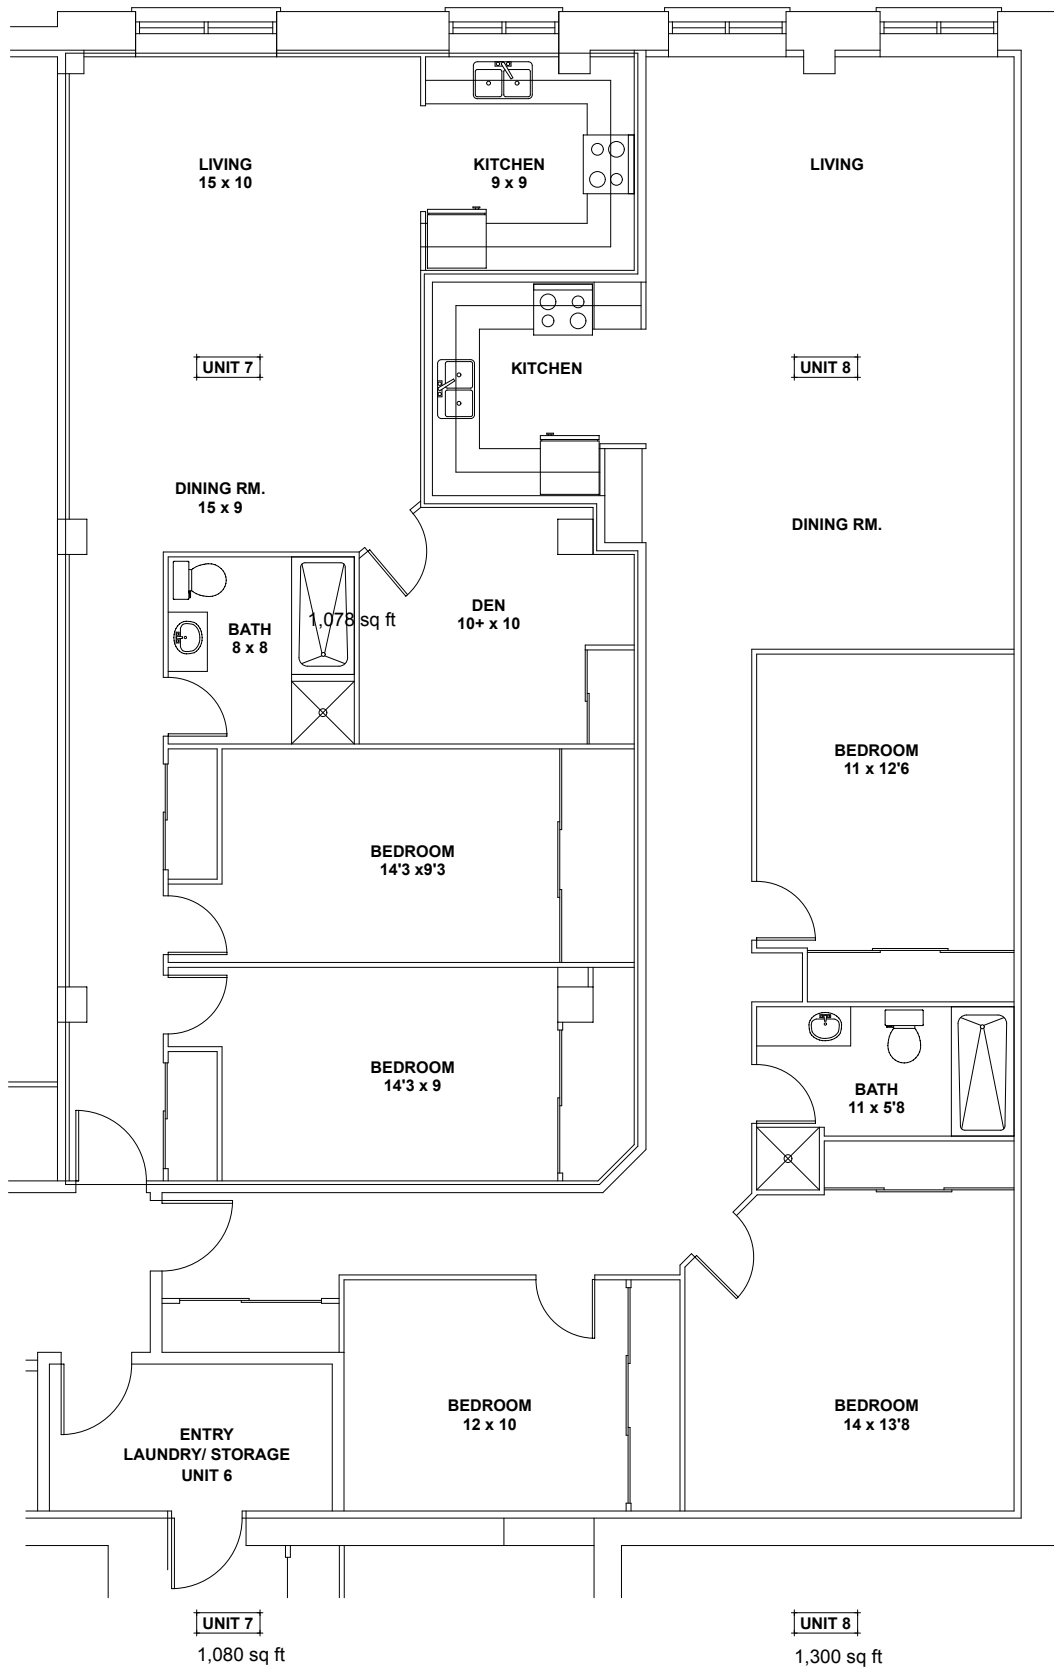 LIVING
15 x 10
KITCHEN
9 x 9
LIVING
UNIT 7
KITCHEN
UNIT 8
DINING RM.
15 x 9
DINING RM.
DEN
10+ x 10
1,078 sq ft
BATH
8 x 8
BEDROOM
11 x 12'6
BEDROOM
14'3 x9'3
BEDROOM
14'3 x 9
BATH
11 x 5'8
BEDROOM
12 x 10
BEDROOM
14 x 13'8
ENTRY
LAUNDRY/ STORAGE
UNIT 6
UNIT 7
1,080 sq ft
UNIT 8
1,300 sq ft